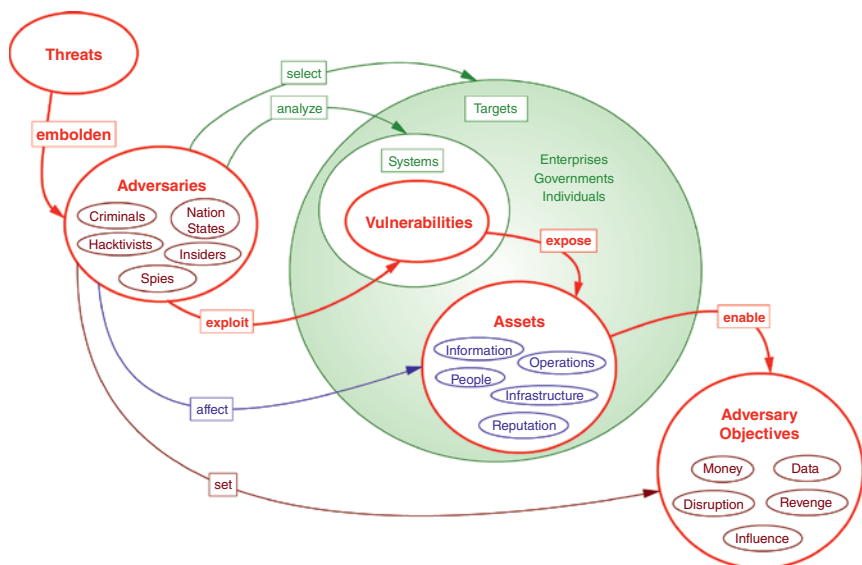 Threats
select
analyze
Targets
embolden
Systems
Enterprises
Governments
Individuals
Adversaries
Criminals
Nation
States
Hacktivists
Insiders
Spies
Vulnerabilities
expose
exploit
Assets
enable
Information
Operations
People
Infrastructure
Reputation
affect
Adversary
Objectives
Money
Data
Disruption
Revenge
Influence
set